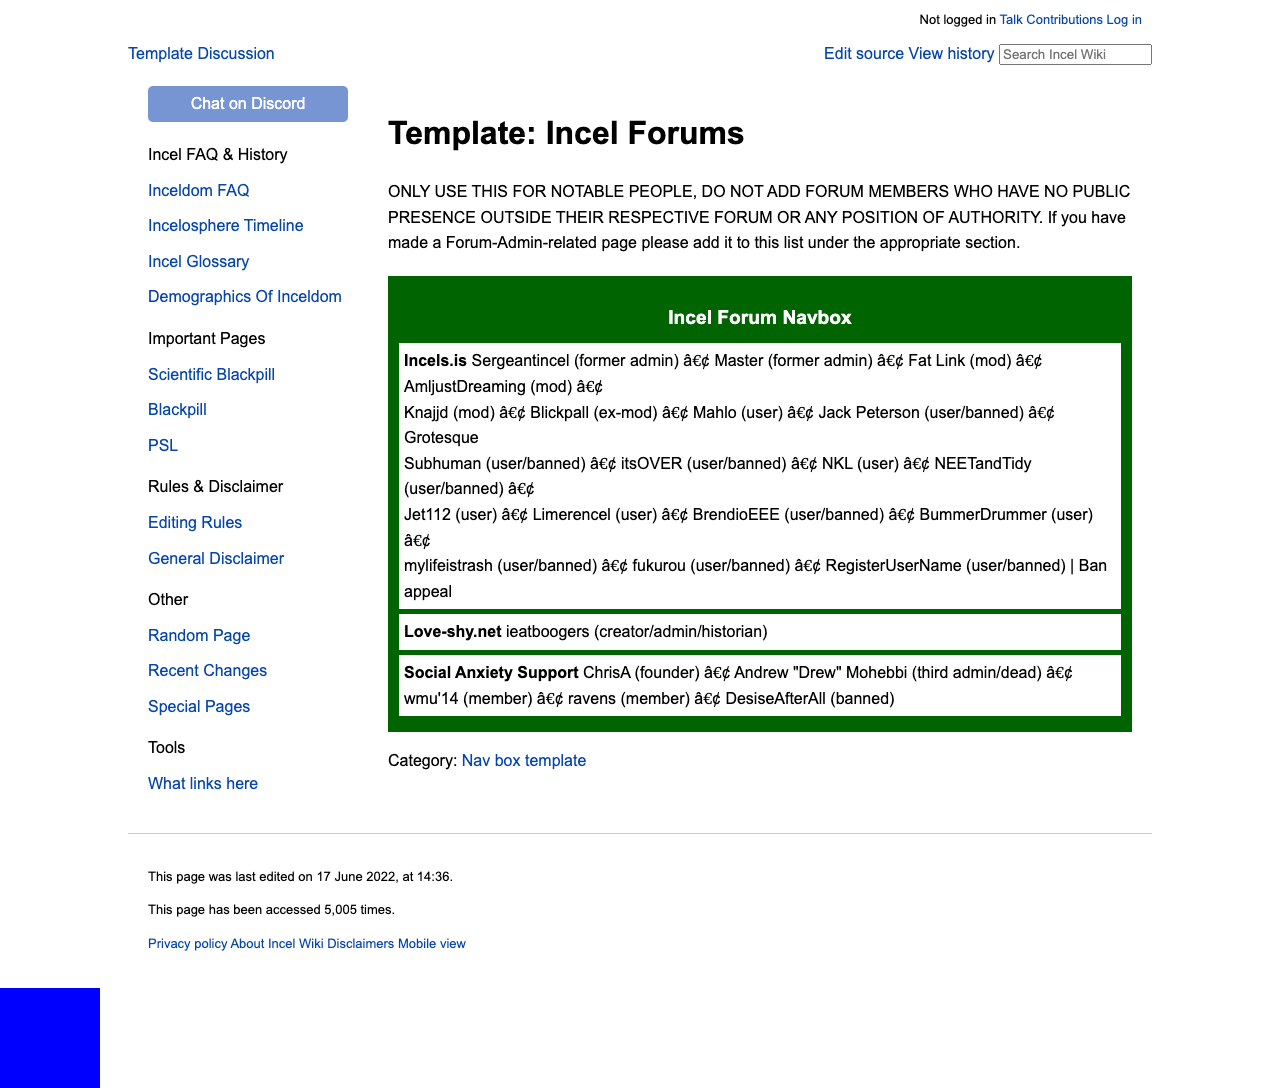 Not logged in Talk Contributions Log in
Template Discussion
Edit source View history Search Incel Wiki
Chat on Discord
Incel FAQ & History
Inceldom FAQ
Incelosphere Timeline
Incel Glossary
Demographics Of Inceldom
Important Pages
Scientific Blackpill
Blackpill
PSL
Rules & Disclaimer
Editing Rules
General Disclaimer
Other
Random Page
Recent Changes
Special Pages
Tools
What links here
Template: Incel Forums
ONLY USE THIS FOR NOTABLE PEOPLE, DO NOT ADD FORUM MEMBERS WHO HAVE NO PUBLIC
PRESENCE OUTSIDE THEIR RESPECTIVE FORUM OR ANY POSITION OF AUTHORITY. If you have
made a Forum-Admin-related page please add it to this list under the appropriate section.
Incel Forum Navbox
Incels.is Sergeantincel (former admin) â€¢ Master (former admin) â€¢ Fat Link (mod) â€¢
AmljustDreaming (mod) â€¢
Knajjd (mod) â€¢ Blickpall (ex-mod) â€¢ Mahlo (user) â€¢ Jack Peterson (user/banned) â€¢
Grotesque
Subhuman (user/banned) â€¢ itsOVER (user/banned) â€¢ NKL (user) â€¢ NEETandTidy
(user/banned) â€¢
Jet112 (user) â€¢ Limerencel (user) â€¢ BrendioEEE (user/banned) â€¢ BummerDrummer (user)
â€¢
mylifeistrash (user/banned) â€¢ fukurou (user/banned) â€¢ RegisterUserName (user/banned) | Ban
appeal
Love-shy.net ieatboogers (creator/admin/historian)
Social Anxiety Support ChrisA (founder) â€¢ Andrew "Drew" Mohebbi (third admin/dead) â€¢
wmu'14 (member) â€¢ ravens (member) â€¢ DesiseAfterAll (banned)
Category: Nav box template
This page was last edited on 17 June 2022, at 14:36.
This page has been accessed 5,005 times.
Privacy policy About Incel Wiki Disclaimers Mobile view